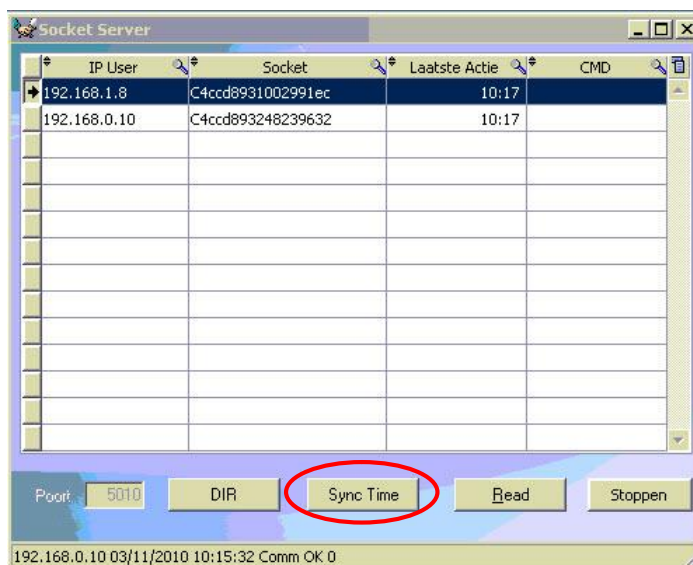 Socket Server
IP User Socket Laatste Actie CMD
192.168.1.8 C4ccd8931002991ec 10:17
192.168.0.10 C4ccd893248239632 10:17
Poort 5010 DIR Sync Time Read Stoppen
192.168.0.10 03/11/2010 10:15:32 Comm OK 0